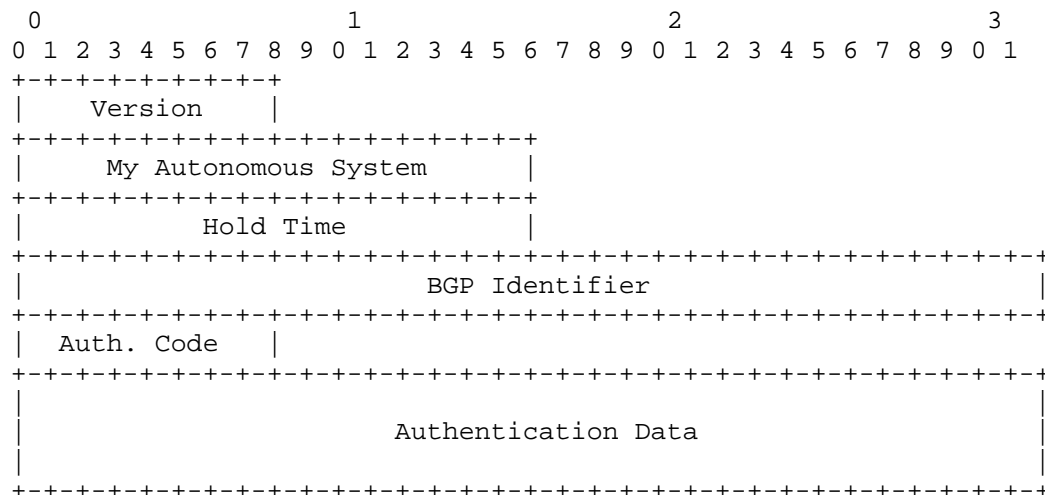 0                   1                   2                   3
0 1 2 3 4 5 6 7 8 9 0 1 2 3 4 5 6 7 8 9 0 1 2 3 4 5 6 7 8 9 0 1
+-+-+-+-+-+-+-+-+
|    Version    |
+-+-+-+-+-+-+-+-+-+-+-+-+-+-+-+-+
|     My Autonomous System      |
+-+-+-+-+-+-+-+-+-+-+-+-+-+-+-+-+
|           Hold Time           |
+-+-+-+-+-+-+-+-+-+-+-+-+-+-+-+-+-+-+-+-+-+-+-+-+-+-+-+-+-+-+-+-+
|                         BGP Identifier                        |
+-+-+-+-+-+-+-+-+-+-+-+-+-+-+-+-+-+-+-+-+-+-+-+-+-+-+-+-+-+-+-+-+
|  Auth. Code   |
+-+-+-+-+-+-+-+-+-+-+-+-+-+-+-+-+-+-+-+-+-+-+-+-+-+-+-+-+-+-+-+-+
|                                                               |
|                       Authentication Data                     |
|                                                               |
+-+-+-+-+-+-+-+-+-+-+-+-+-+-+-+-+-+-+-+-+-+-+-+-+-+-+-+-+-+-+-+-+